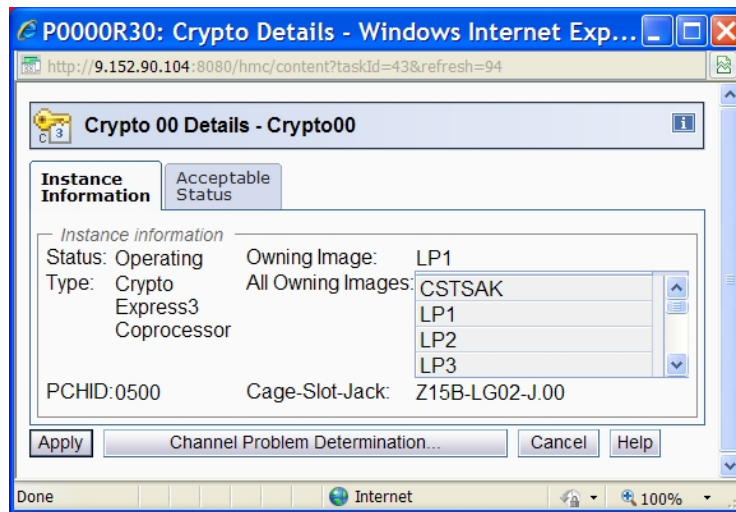 P0000R30: Crypto Details - Windows Internet Exp...
http://9.152.90.104:8080/hmc/content?taskId=43&refresh=94
Crypto 00 Details - Crypto00
Instance Information
Acceptable Status
Instance information
Status: Operating
Owning Image: LP1
Type: Crypto Express3 Coprocessor
All Owning Images:
CSTSAK
LP1
LP2
LP3
PCHID: 0500
Cage-Slot-Jack: Z15B-LG02-J.00
Apply
Channel Problem Determination...
Cancel
Help
Done
Internet
100%